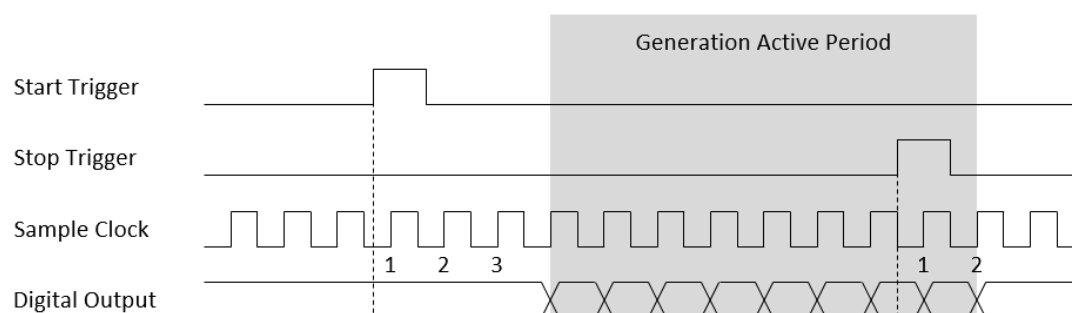 Generation Active Period
Start Trigger
Stop Trigger
Sample Clock
1 2 3 1 2
Digital Output